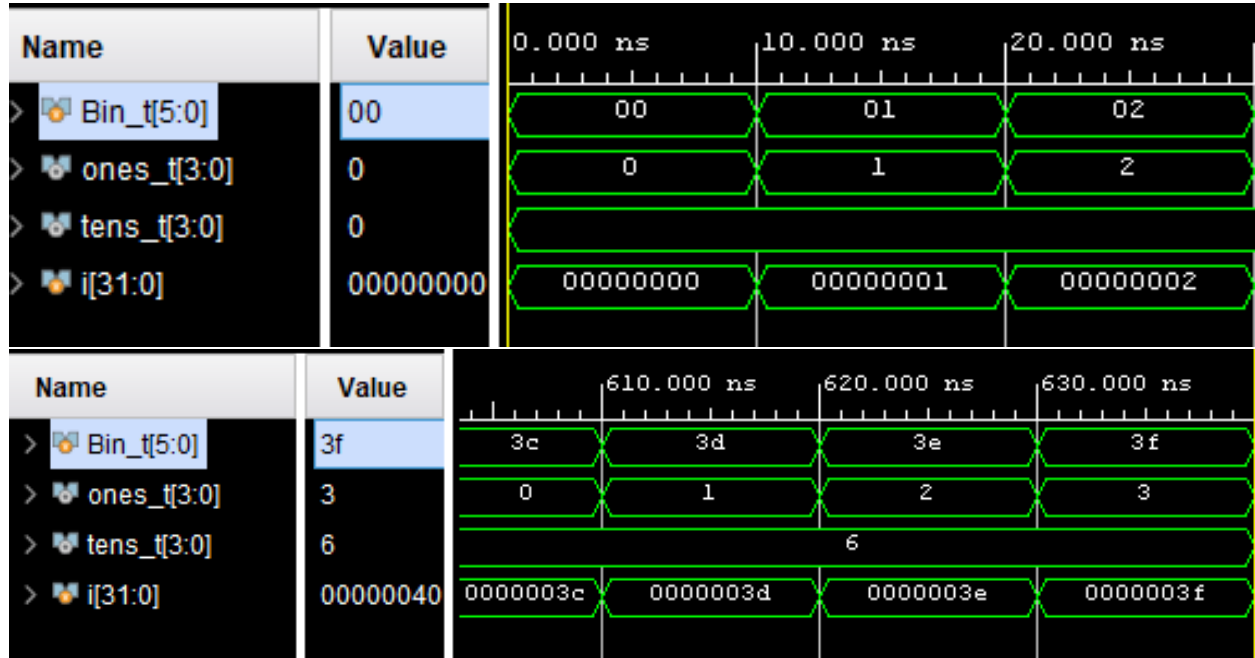 Name Value 0.000 ns 10.000 ns 20.000 ns
Bin_t[5:0] 00 00 01 02
ones_t[3:0] 0 0 1 2
tens_t[3:0] 0
i[31:0] 00000000 00000000 00000001 00000002
Name Value 610.000 ns 620.000 ns 630.000 ns
Bin_t[5:0] 3f 3c 3d 3e 3f
ones_t[3:0] 3 0 1 2 3
tens_t[3:0] 6 6
i[31:0] 00000040 0000003c 0000003d 0000003e 0000003f